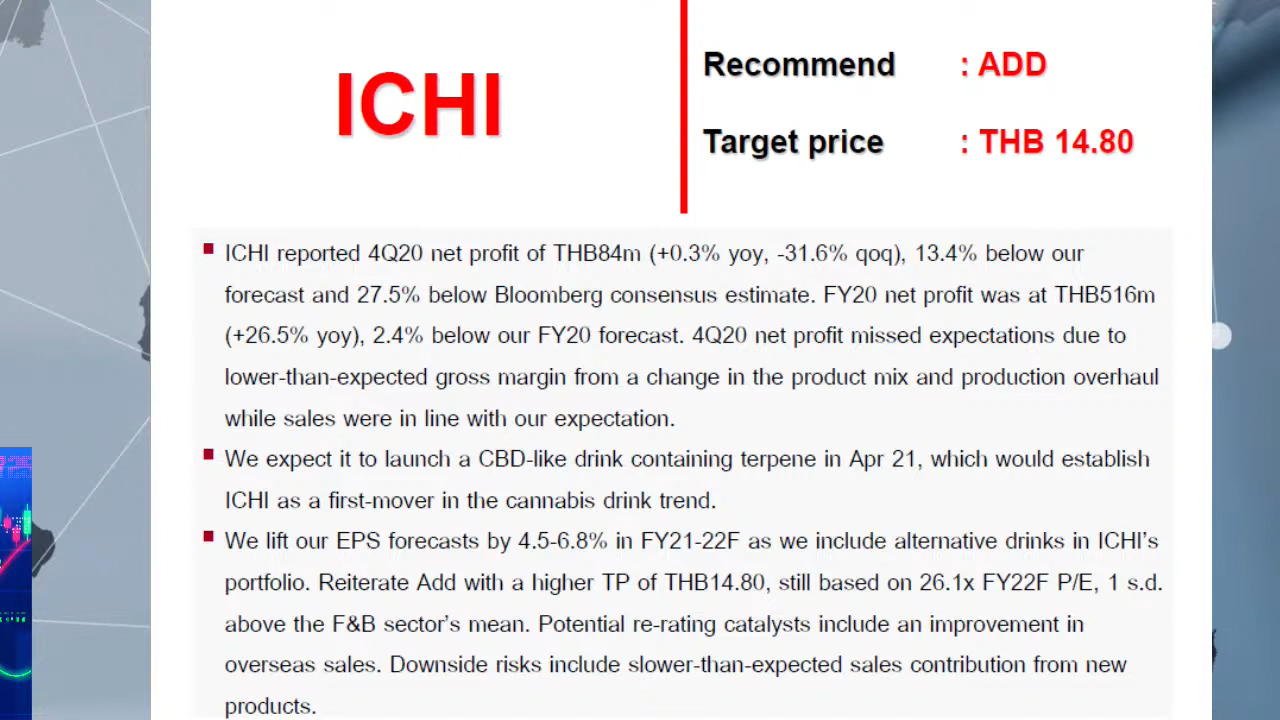 ICHI
Recommend : ADD
Target price : THB 14.80
ICHI reported 4Q20 net profit of THB84m (+0.3% yoy, -31.6% qoq), 13.4% below our
forecast and 27.5% below Bloomberg consensus estimate. FY20 net profit was at THB516m
(+26.5% yoy), 2.4% below our FY20 forecast. 4Q20 net profit missed expectations due to
lower-than-expected gross margin from a change in the product mix and production overhaul
while sales were in line with our expectation.
We expect it to launch a CBD-like drink containing terpene in Apr 21, which would establish
ICHI as a first-mover in the cannabis drink trend.
We lift our EPS forecasts by 4.5-6.8% in FY21-22F as we include alternative drinks in ICHI's
portfolio. Reiterate Add with a higher TP of THB14.80, still based on 26.1x FY22F P/E, 1 s.d.
above the F&B sector's mean. Potential re-rating catalysts include an improvement in
overseas sales. Downside risks include slower-than-expected sales contribution from new
products.